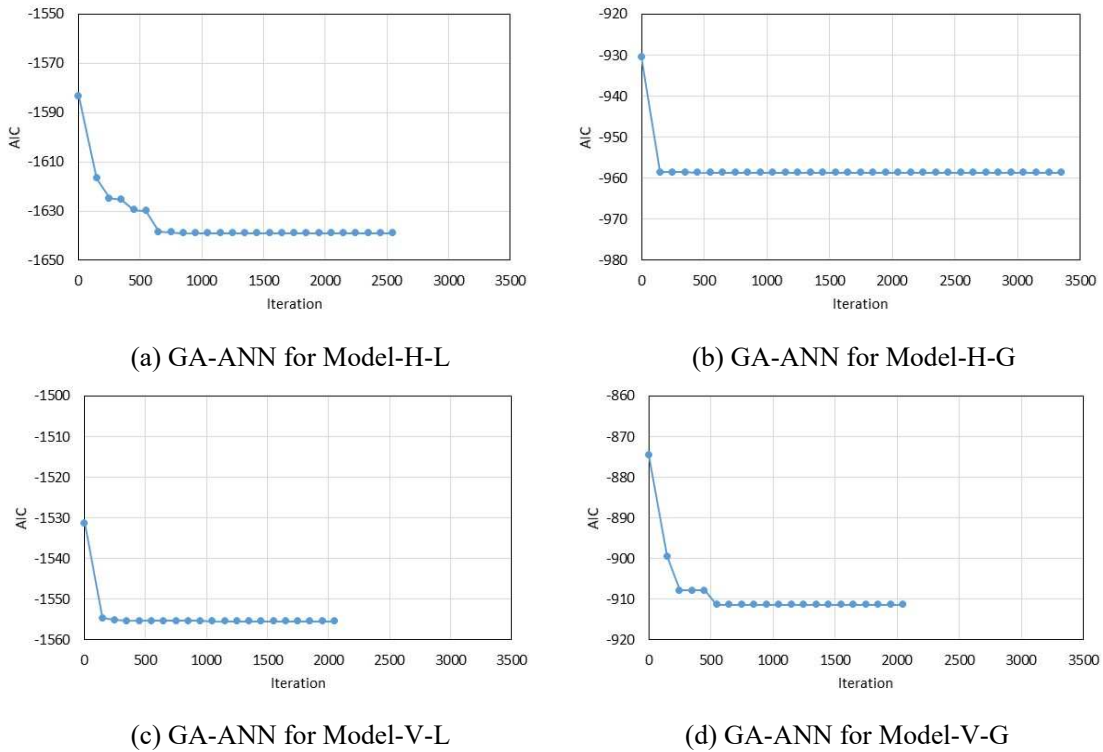 -1550
-1570
-1590
-1610
-1630
-1650
AIC
0 500 1000 1500 2000 2500 3000 3500
Iteration
(a) GA-ANN for Model-H-L
-920
-930
-940
-950
-960
-970
-980
AIC
0 500 1000 1500 2000 2500 3000 3500
Iteration
(b) GA-ANN for Model-H-G
-1500
-1510
-1520
-1530
-1540
-1550
-1560
AIC
0 500 1000 1500 2000 2500 3000 3500
Iteration
(c) GA-ANN for Model-V-L
-860
-870
-880
-890
-900
-910
-920
AIC
0 500 1000 1500 2000 2500 3000 3500
Iteration
(d) GA-ANN for Model-V-G